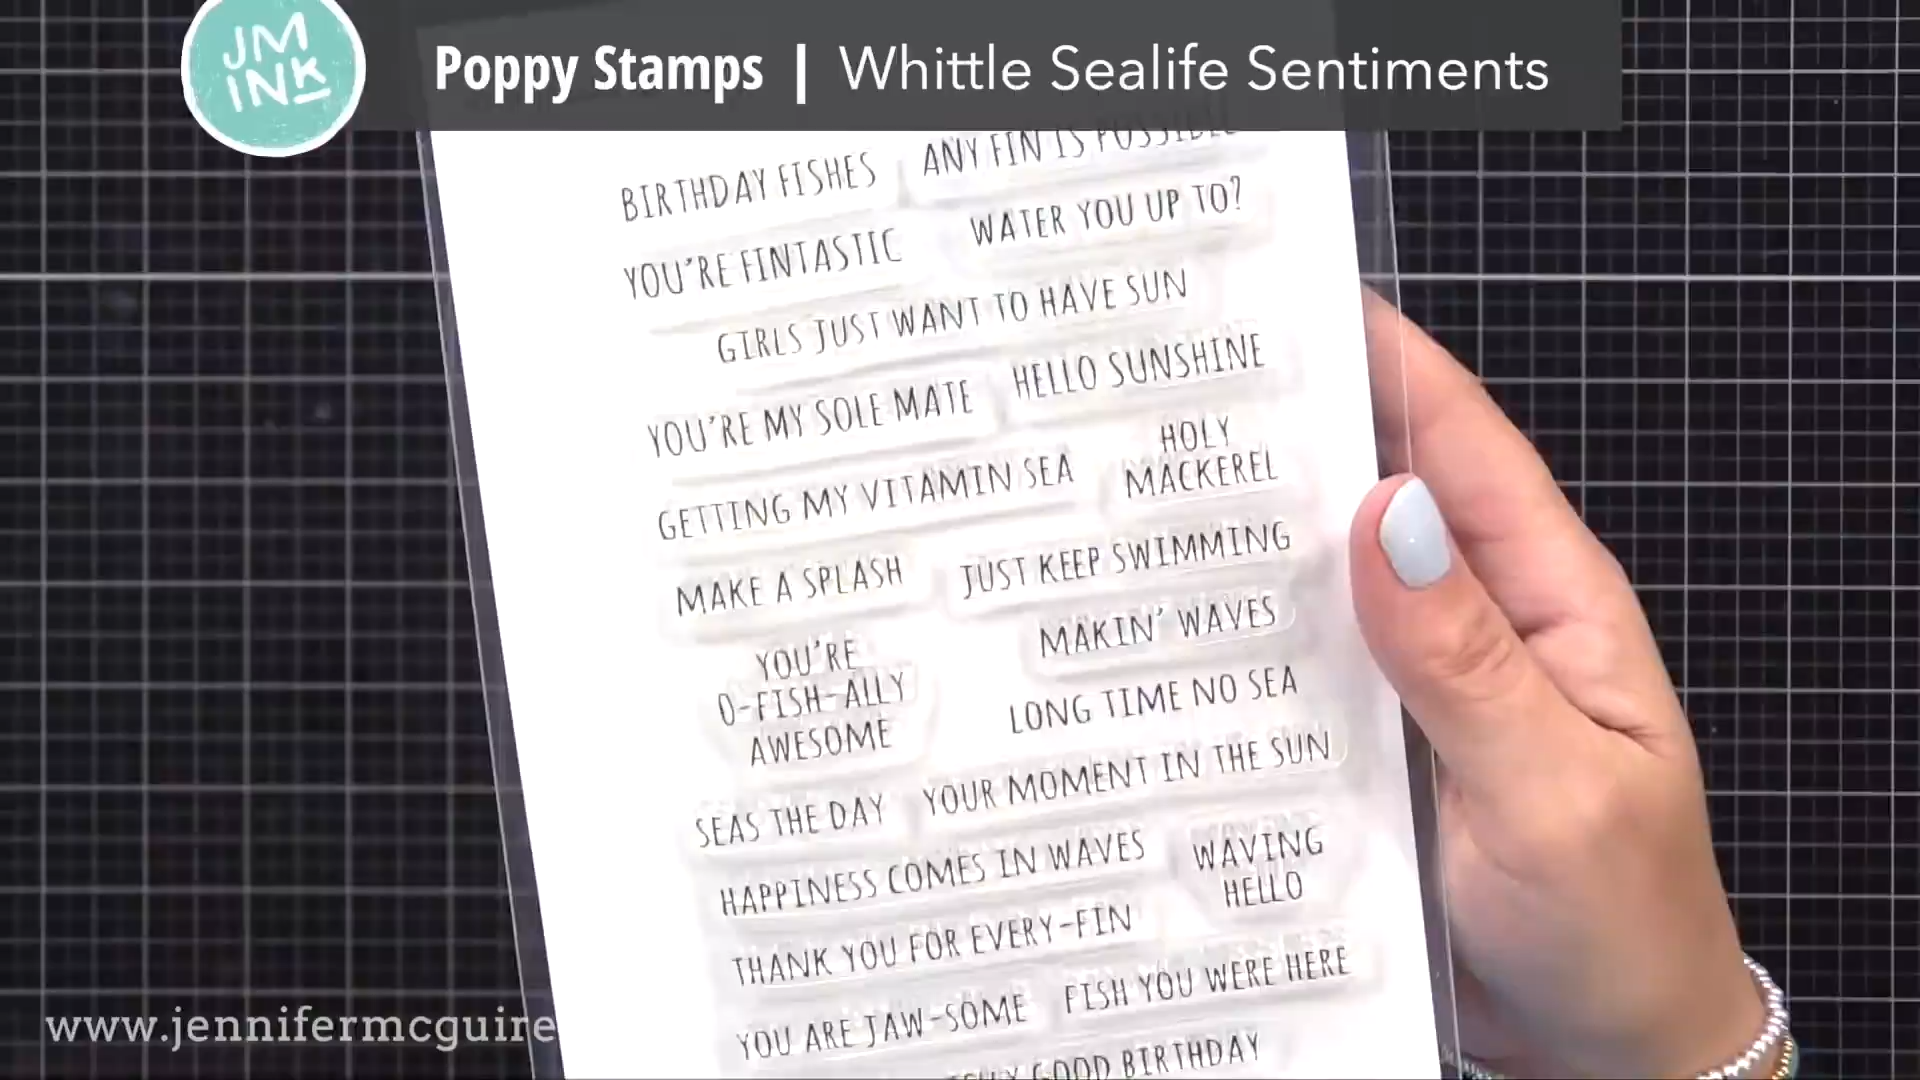 JM
INK
Poppy Stamps | Whittle Sealife Sentiments
BIRTHDAY FISHES
ANY FIN IS POSSIBLE
YOU'RE FINTASTIC
WATER YOU UP TO?
GIRLS JUST WANT TO HAVE SUN
YOU'RE MY SOLE MATE
HELLO SUNSHINE
GETTING MY VITAMIN SEA
HOLY
MACKEREL
MAKE A SPLASH
JUST KEEP SWIMMING
YOU'RE
O-FISH-ALLY
AWESOME
MAKIN' WAVES
LONG TIME NO SEA
SEAS THE DAY
YOUR MOMENT IN THE SUN
HAPPINESS COMES IN WAVES
WAVING
HELLO
THANK YOU FOR EVERY-FIN
YOU ARE JAW-SOME
FISH YOU WERE HERE
GOOD BIRTHDAY
www.jennifermcguire